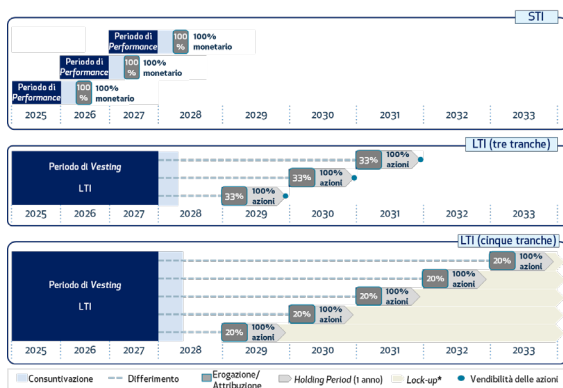 STI
Periodo di
Performance
100
%
100%
monetario
Periodo di
Performance
100
%
100%
monetario
Periodo di
Performance
100
%
100%
monetario
2025 2026 2027 2028 2029 2030 2031 2032 2033
LTI (tre tranche)
Periodo di Vesting
LTI
33% 100%
azioni
33% 100%
azioni
33% 100%
azioni
2025 2026 2027 2028 2029 2030 2031 2032 2033
LTI (cinque tranche)
Periodo di Vesting
LTI
20% 100%
azioni
20% 100%
azioni
20% 100%
azioni
20% 100%
azioni
20% 100%
azioni
2025 2026 2027 2028 2029 2030 2031 2032 2033
Consuntivazione Differimento Erogazione/
Attribuzione Holding Period (1 anno) Lock-up* Vendibilità delle azioni